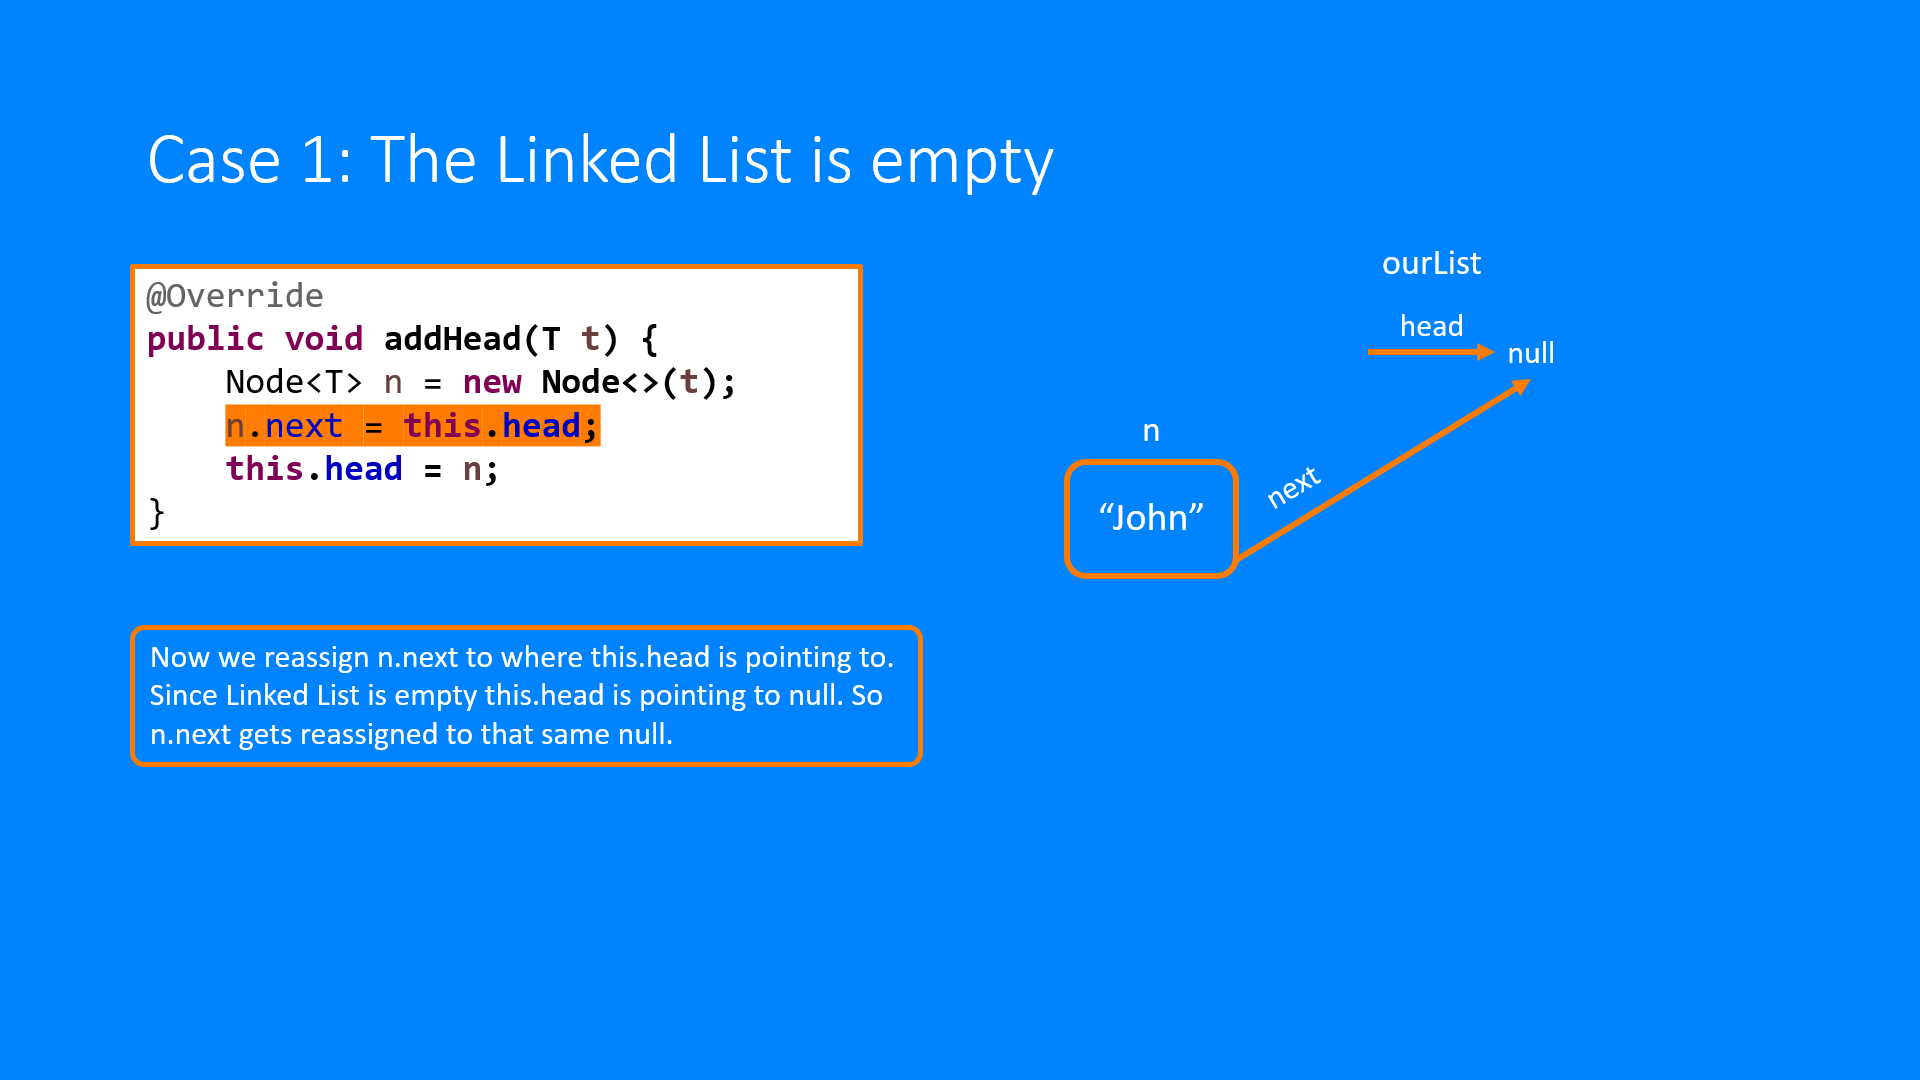 Case 1: The Linked List is empty
@Override
public void addHead(T t) {
    Node<T> n = new Node<>(t);
    n.next = this.head;
    this.head = n;
}
Now we reassign n.next to where this.head is pointing to.
Since Linked List is empty this.head is pointing to null. So
n.next gets reassigned to that same null.
ourList
head
null
n
“John”
next